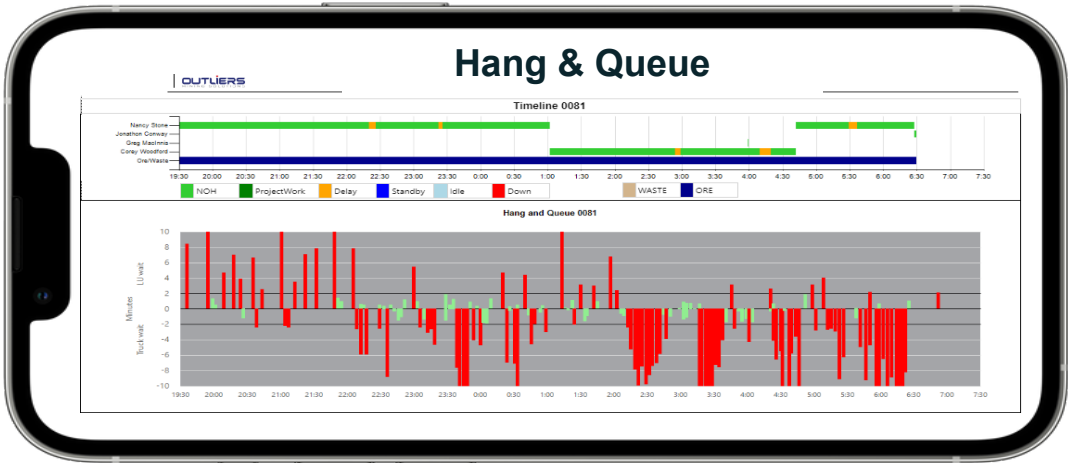 Hang & Queue
OUTLIERS
MINING SOLUTIONS
Timeline 0081
Nancy Stone
Jonathon Conway
Greg MacInnis
Corey Woodford
Ore/Waste
19:30 20:00 20:30 21:00 21:30 22:00 22:30 23:00 23:30 0:00 0:30 1:00 1:30 2:00 2:30 3:00 3:30 4:00 4:30 5:00 5:30 6:00 6:30 7:00 7:30
NOH ProjectWork Delay Standby Idle Down WASTE ORE
Hang and Queue 0081
Minutes
LU wait
Truck wait
10
8
6
4
2
0
-2
-4
-6
-8
-10
19:30 20:00 20:30 21:00 21:30 22:00 22:30 23:00 23:30 0:00 0:30 1:00 1:30 2:00 2:30 3:00 3:30 4:00 4:30 5:00 5:30 6:00 6:30 7:00 7:30